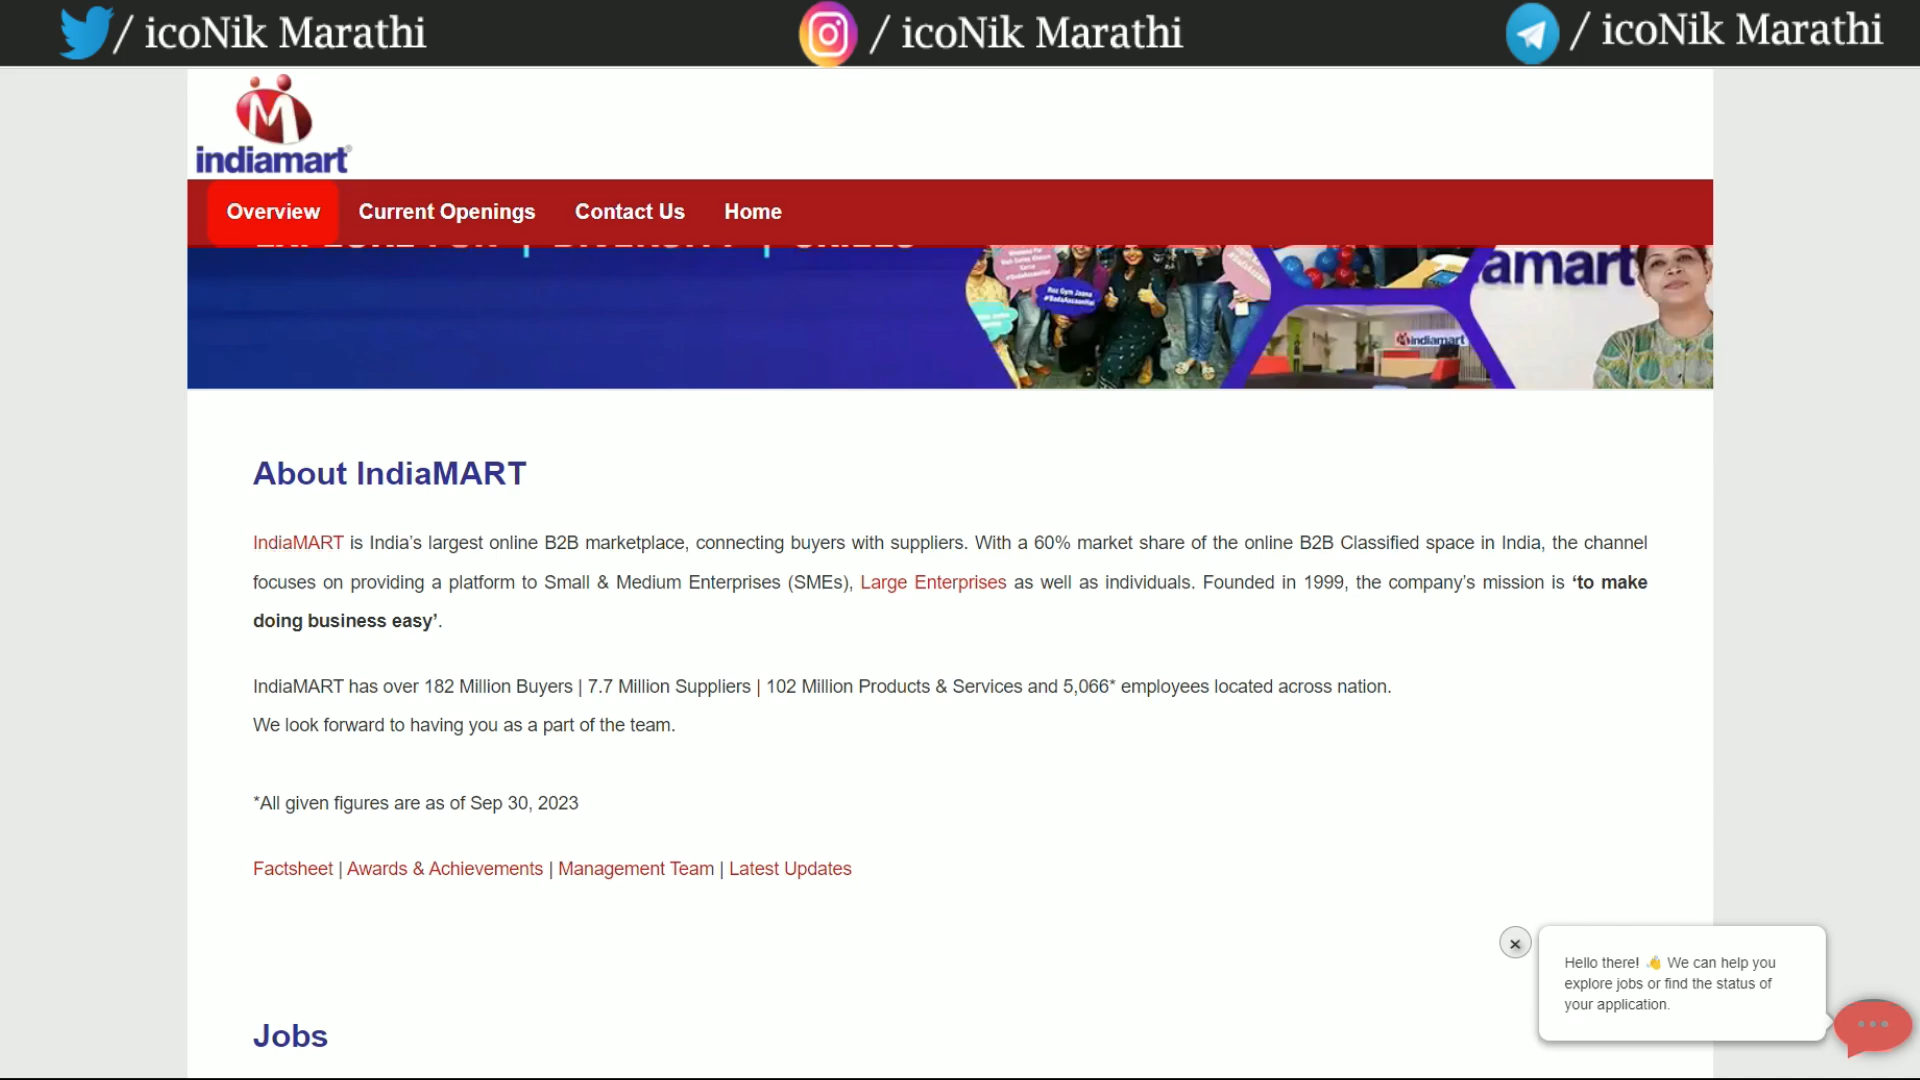 / icoNik Marathi
/ icoNik Marathi
/ icoNik Marathi
indiamart
Overview Current Openings Contact Us Home
EXPLORE FUN | DIVERSITY | SKILLS
amart
indiamart
About IndiaMART
IndiaMART is India’s largest online B2B marketplace, connecting buyers with suppliers. With a 60% market share of the online B2B Classified space in India, the channel
focuses on providing a platform to Small & Medium Enterprises (SMEs), Large Enterprises as well as individuals. Founded in 1999, the company’s mission is ‘to make
doing business easy’.
IndiaMART has over 182 Million Buyers | 7.7 Million Suppliers | 102 Million Products & Services and 5,066* employees located across nation.
We look forward to having you as a part of the team.
*All given figures are as of Sep 30, 2023
Factsheet | Awards & Achievements | Management Team | Latest Updates
Hello there! 👋 We can help you
explore jobs or find the status of
your application.
Jobs